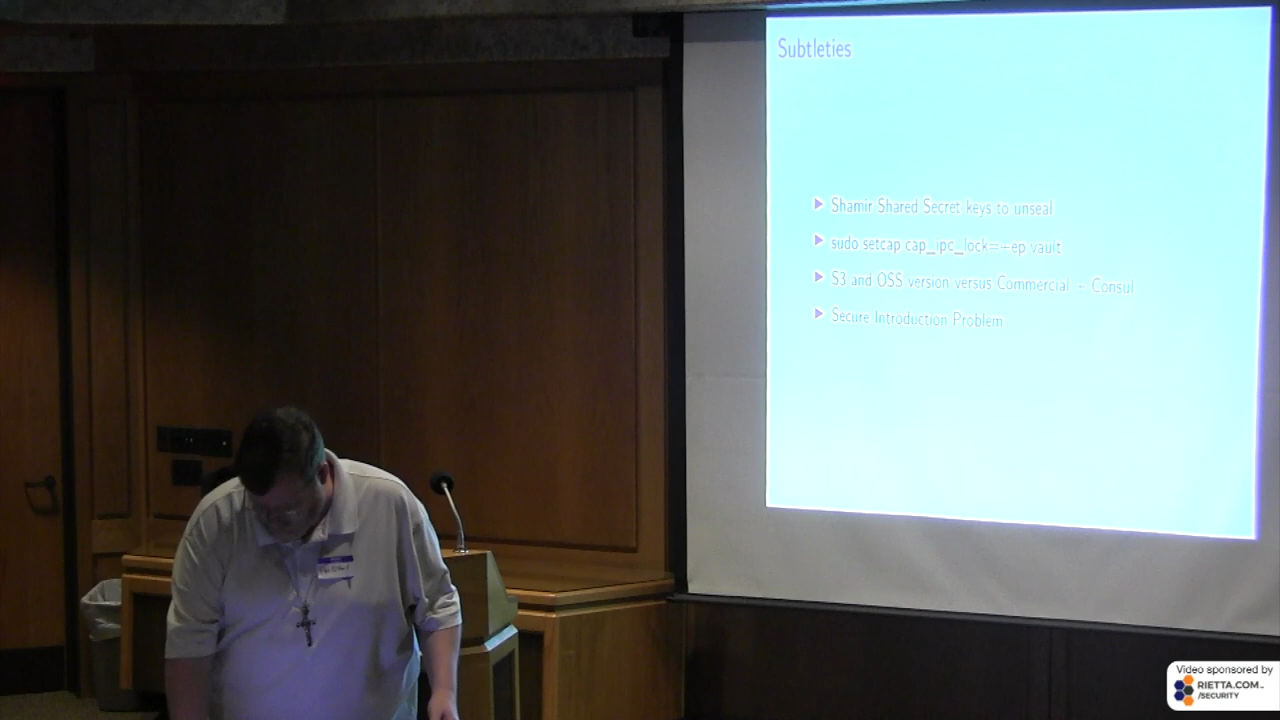 Subtleties
Shamir Shared Secret keys to unseal
sudo setcap cap_ipc_lock=+ep vault
S3 and OSS version versus Commercial + Consul
Secure Introduction Problem
Video sponsored by
RIETTA.COM
/SECURITY